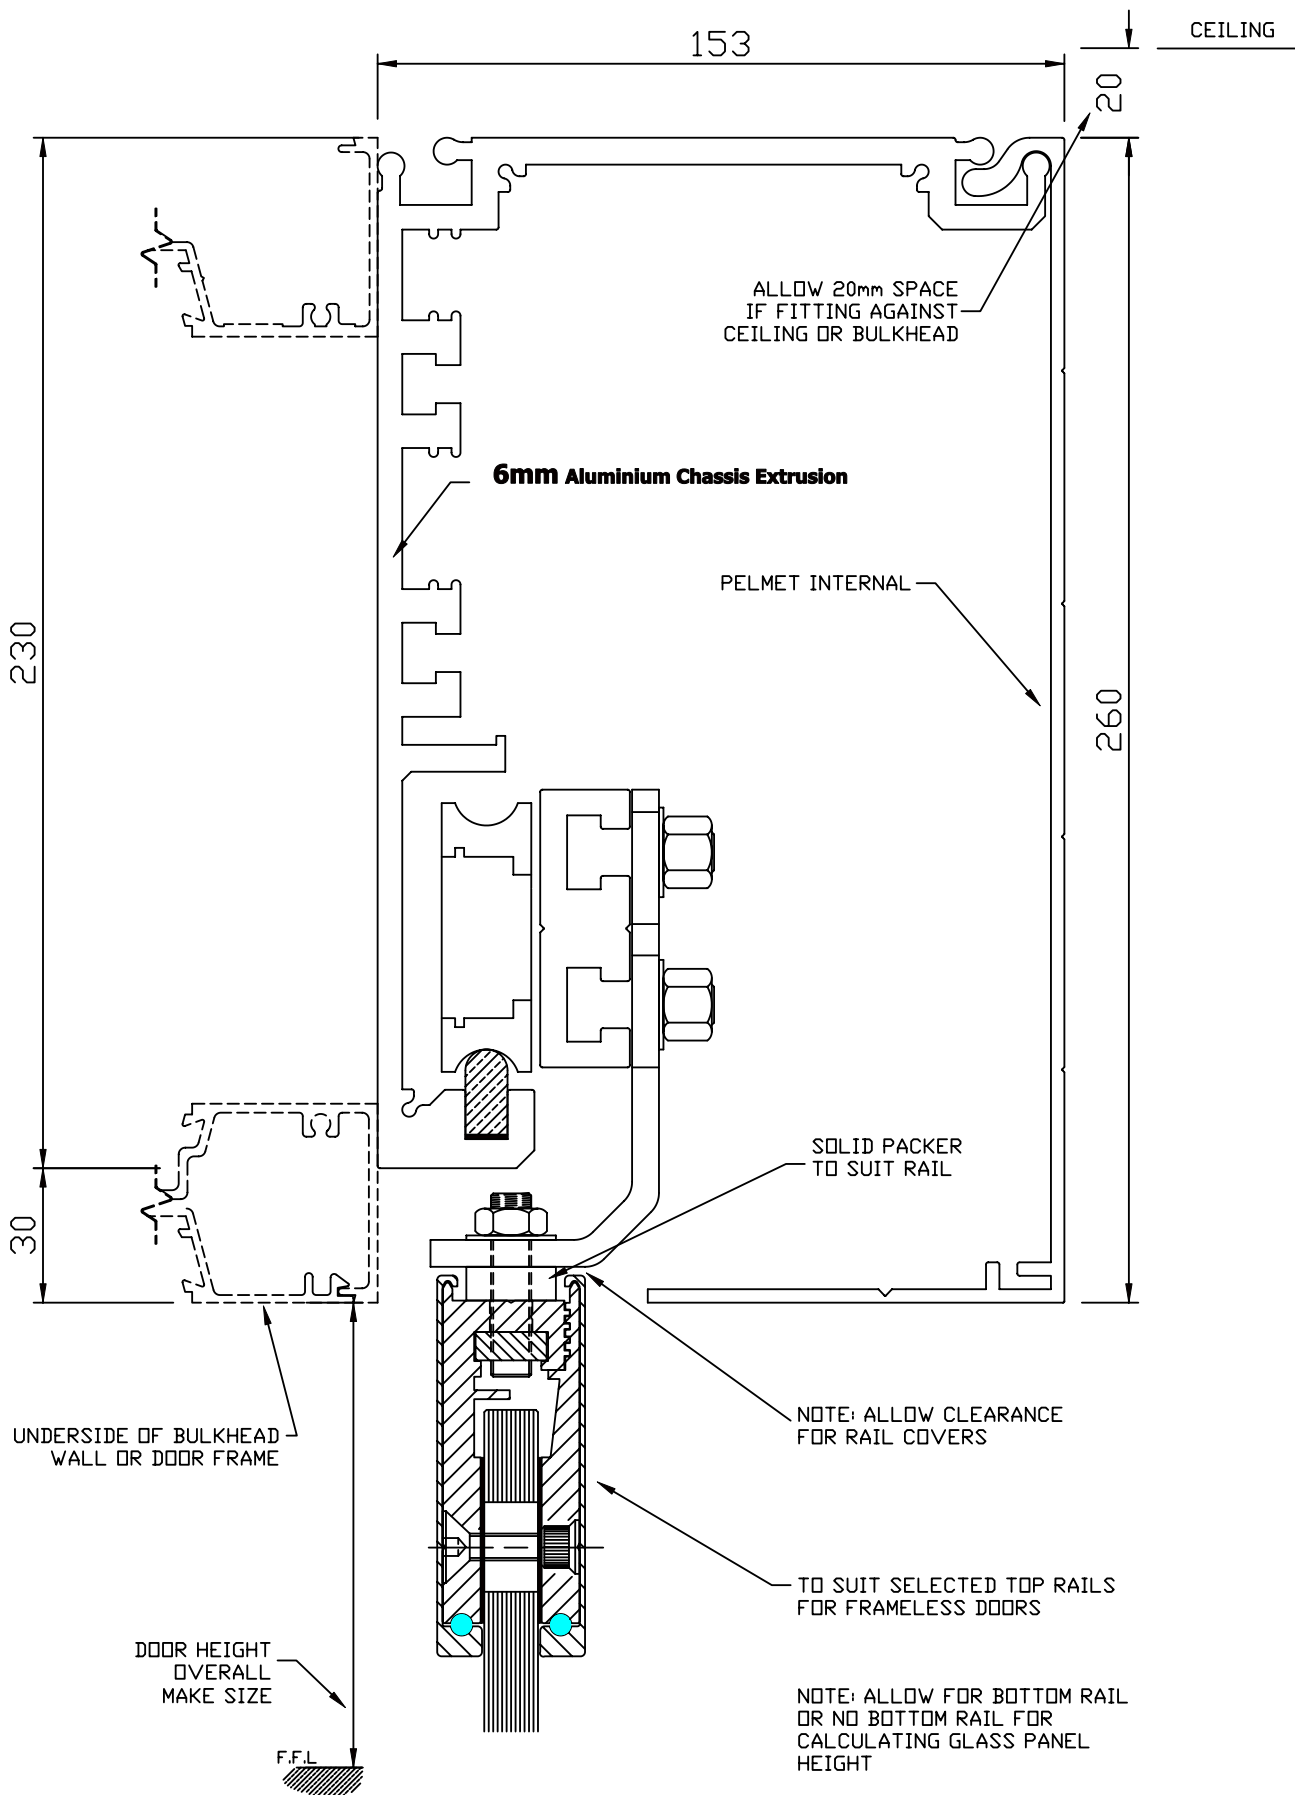 CEILING
153
20
ALLOW 20mm SPACE
IF FITTING AGAINST
CEILING OR BULKHEAD
6mm Aluminium Chassis Extrusion
PELMET INTERNAL
230
260
SOLID PACKER
TO SUIT RAIL
30
NOTE: ALLOW CLEARANCE
FOR RAIL COVERS
UNDERSIDE OF BULKHEAD
WALL OR DOOR FRAME
TO SUIT SELECTED TOP RAILS
FOR FRAMELESS DOORS
DOOR HEIGHT
OVERALL
MAKE SIZE
NOTE: ALLOW FOR BOTTOM RAIL
OR NO BOTTOM RAIL FOR
CALCULATING GLASS PANEL
HEIGHT
F.F.L